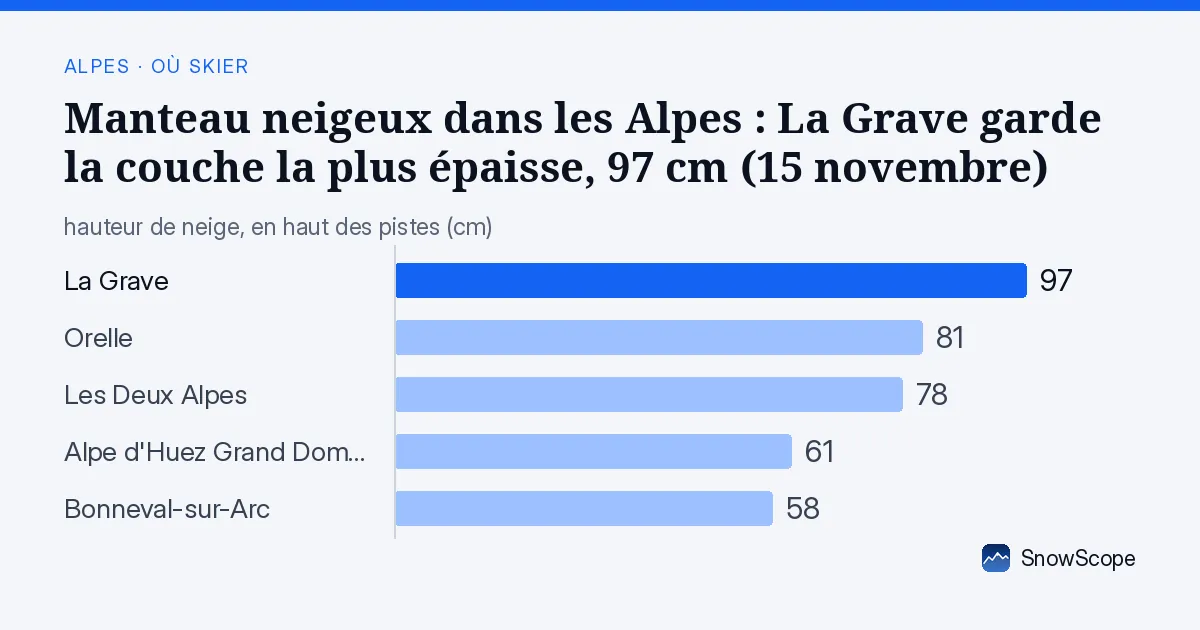 ALPES · OÙ SKIER
Manteau neigeux dans les Alpes : La Grave garde
la couche la plus épaisse, 97 cm (15 novembre)
hauteur de neige, en haut des pistes (cm)
La Grave 97
Orelle 81
Les Deux Alpes 78
Alpe d'Huez Grand Dom... 61
Bonneval-sur-Arc 58
SnowScope